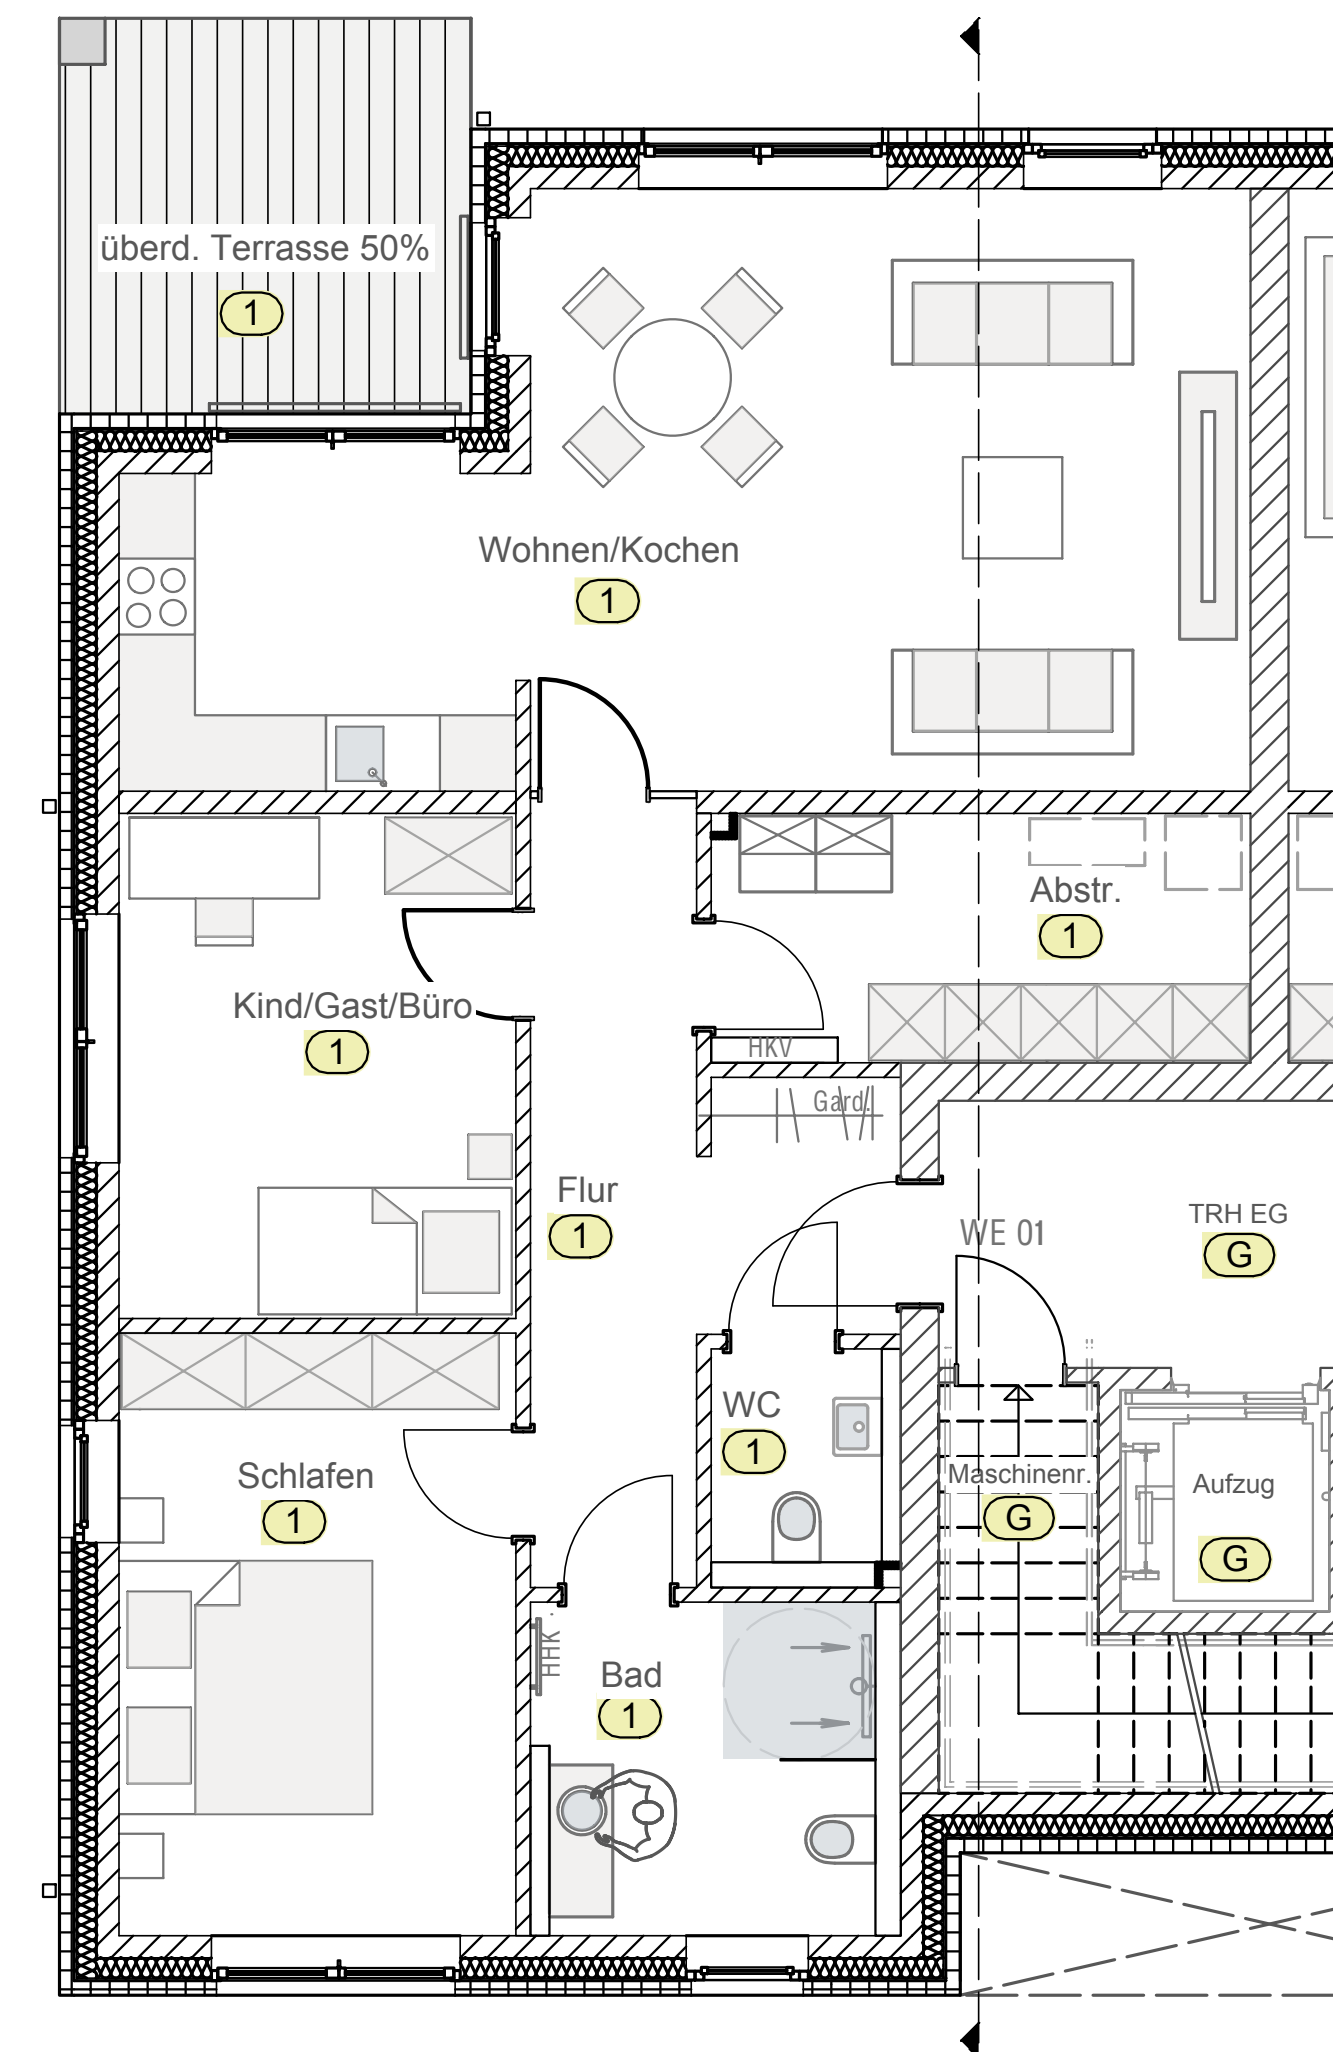 überd. Terrasse 50%
1
Wohnen/Kochen
1
Abstr.
1
Kind/Gast/Büro
1
HKV
Gard.
Flur
1
WE 01
TRH EG
G
WC
1
Schlafen
1
Maschinenr.
G
Aufzug
G
HHK.
Bad
1